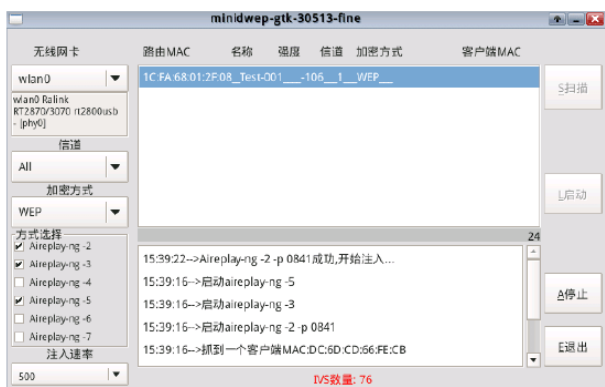 minidwep-gtk-30513-fine
无线网卡
路由MAC 名称 强度 信道 加密方式 客户端MAC
wlan0
1C:FA:68:01:2F:08_Test-001___-106__1__WEP__
S扫描
wlan0 Ralink
RT2870/3070 rt2800usb
- [phy0]
信道
All
L启动
加密方式
WEP
24
方式选择
Aireplay-ng -2
Aireplay-ng -3
Aireplay-ng -4
Aireplay-ng -5
Aireplay-ng -6
Aireplay-ng -7
15:39:22-->Aireplay-ng -2 -p 0841成功,开始注入...
15:39:16-->启动aireplay-ng -5
15:39:16-->启动aireplay-ng -3
15:39:16-->启动aireplay-ng -2 -p 0841
15:39:16-->抓到一个客户端MAC:DC:6D:CD:66:FE:CB
A停止
E退出
注入速率
500
IVS数量: 76